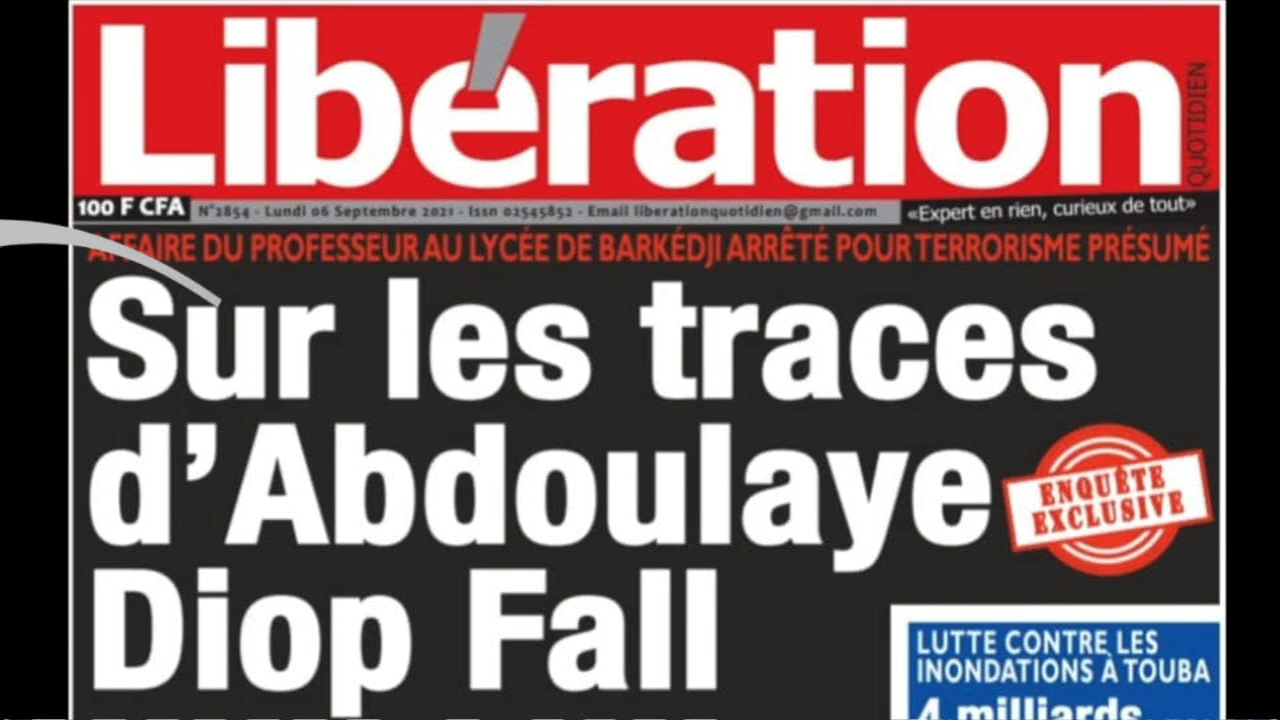 Libération
QUOTIDIEN
100 F CFA
N°2854 - Lundi 06 Septembre 2021 - Issn 02545852 - Email liberationquotidien@gmail.com
«Expert en rien, curieux de tout»
AFFAIRE DU PROFESSEUR AU LYCÉE DE BARKÉDJI ARRÊTÉ POUR TERRORISME PRÉSUMÉ
Sur les traces
d’Abdoulaye
Diop Fall
ENQUÊTE
EXCLUSIVE
LUTTE CONTRE LES
INONDATIONS À TOUBA
4 milliards